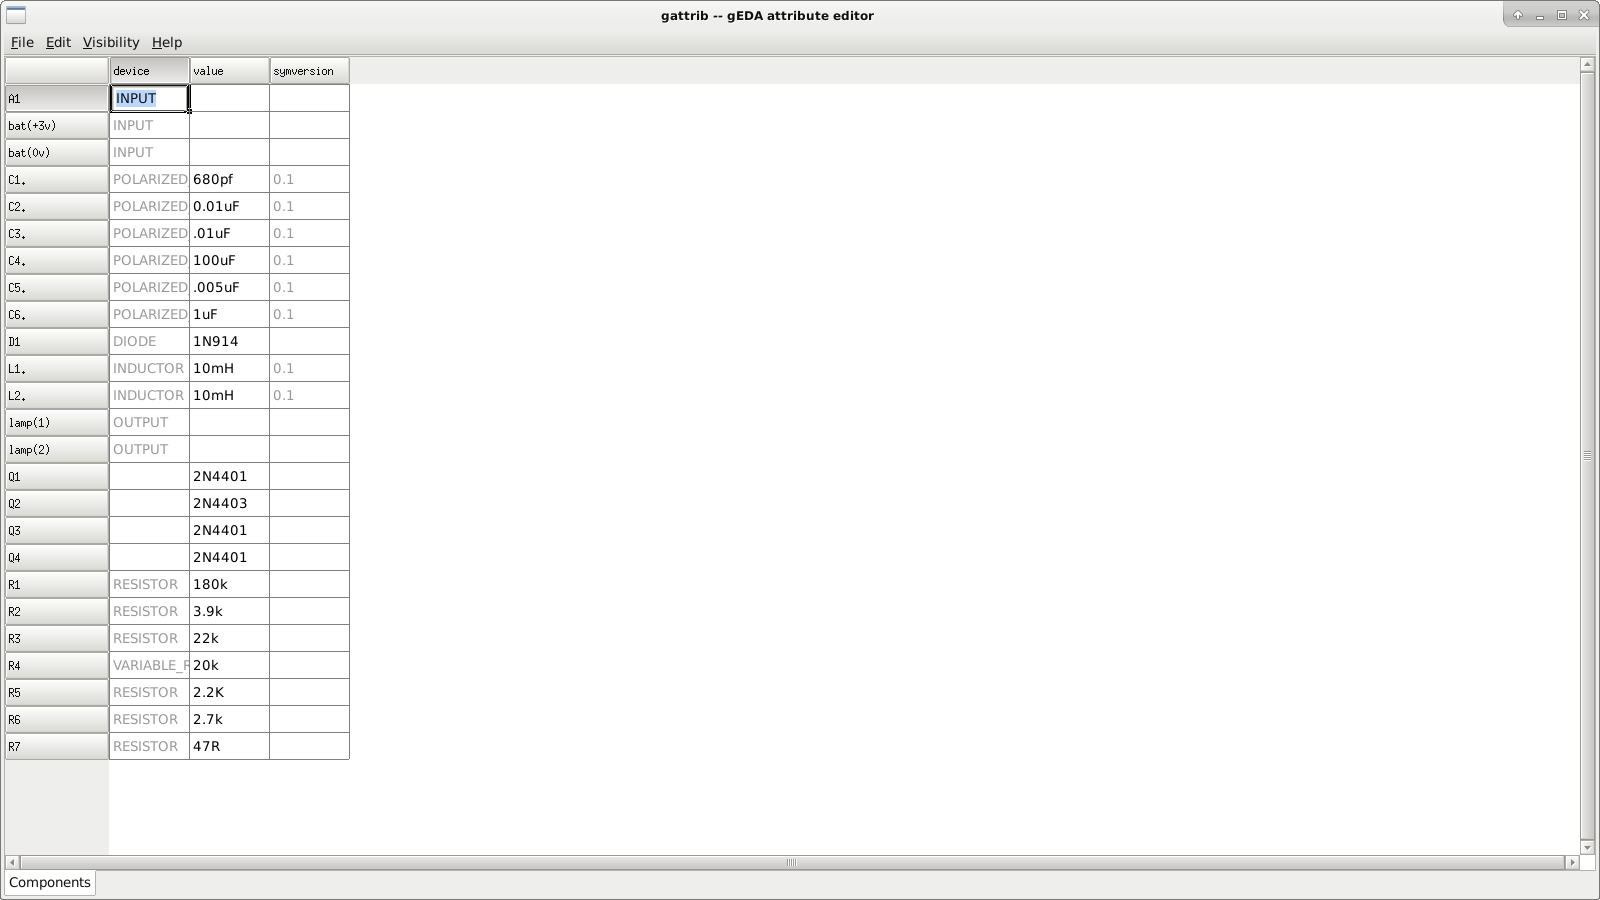 gattrib -- gEDA attribute editor
File Edit Visibility Help
device value symversion
A1 INPUT
bat(+3v) INPUT
bat(0v) INPUT
C1. POLARIZED 680pf 0.1
C2. POLARIZED 0.01uF 0.1
C3. POLARIZED .01uF 0.1
C4. POLARIZED 100uF 0.1
C5. POLARIZED .005uF 0.1
C6. POLARIZED 1uF 0.1
D1 DIODE 1N914
L1. INDUCTOR 10mH 0.1
L2. INDUCTOR 10mH 0.1
lamp(1) OUTPUT
lamp(2) OUTPUT
Q1 2N4401
Q2 2N4403
Q3 2N4401
Q4 2N4401
R1 RESISTOR 180k
R2 RESISTOR 3.9k
R3 RESISTOR 22k
R4 VARIABLE_R 20k
R5 RESISTOR 2.2K
R6 RESISTOR 2.7k
R7 RESISTOR 47R
Components